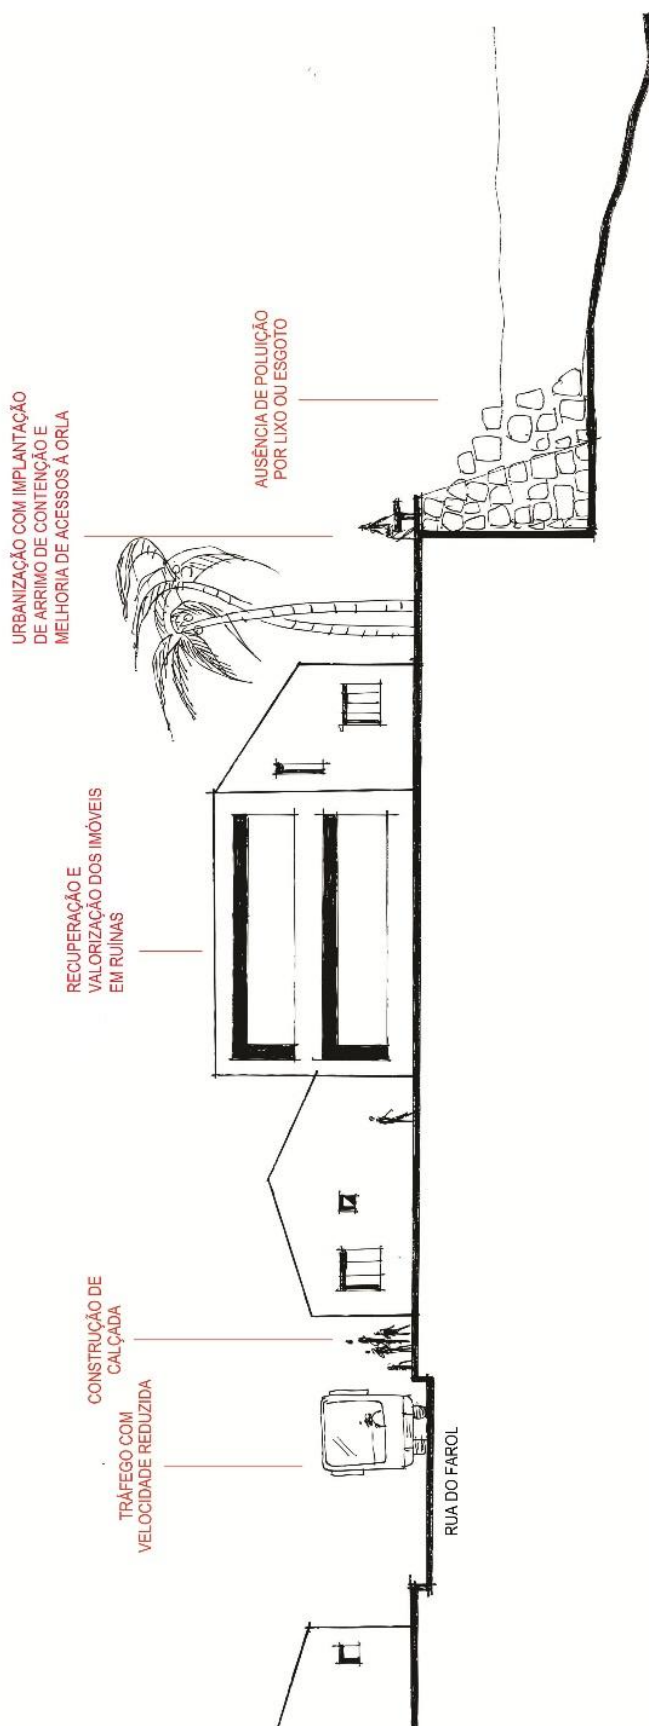 TRÁFEGO COM
VELOCIDADE REDUZIDA
CONSTRUÇÃO DE
CALÇADA
RECUPERAÇÃO E
VALORIZAÇÃO DOS IMÓVEIS
EM RUÍNAS
URBANIZAÇÃO COM IMPLANTAÇÃO
DE ARRIMO DE CONTENÇÃO E
MELHORIA DE ACESSOS À ORLA
AUSÊNCIA DE POLUIÇÃO
POR LIXO OU ESGOTO
RUA DO FAROL